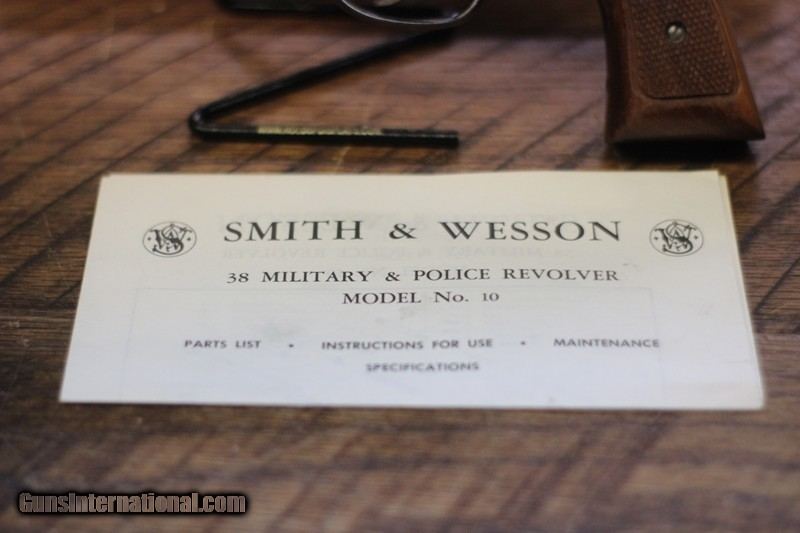 SMITH & WESSON
38 MILITARY & POLICE REVOLVER
MODEL No. 10
PARTS LIST • INSTRUCTIONS FOR USE • MAINTENANCE
SPECIFICATIONS
GunsInternational.com